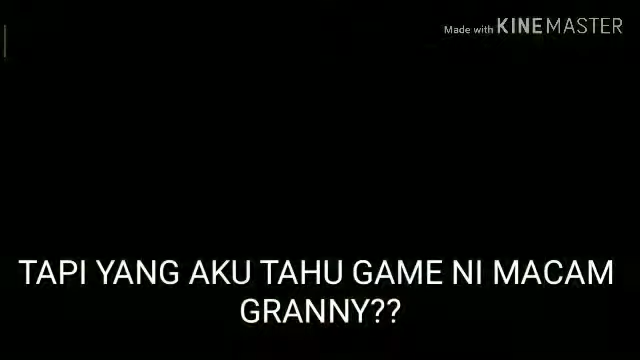 Made with KINEMASTER
TAPI YANG AKU TAHU GAME NI MACAM
GRANNY??